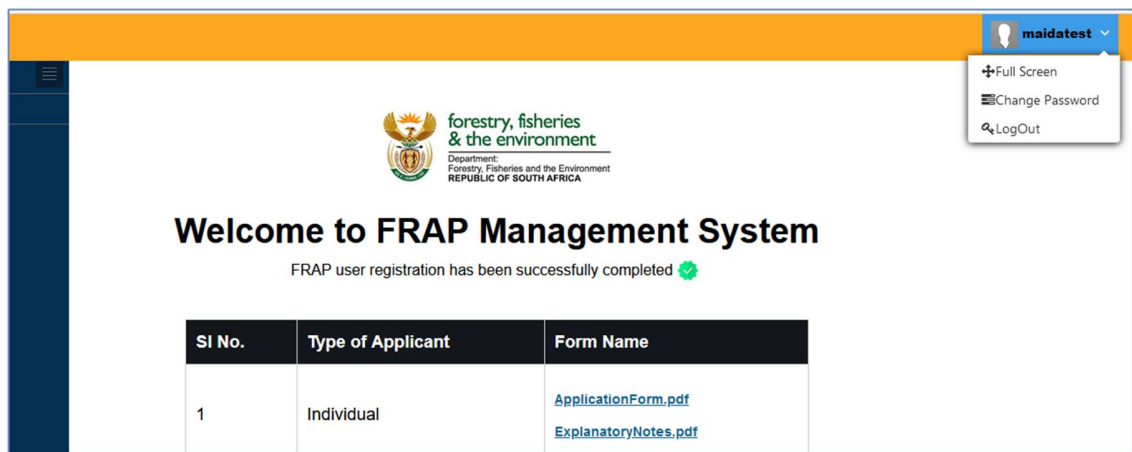 maidatest
Full Screen
Change Password
LogOut
forestry, fisheries
& the environment
Department:
Forestry, Fisheries and the Environment
REPUBLIC OF SOUTH AFRICA
Welcome to FRAP Management System
FRAP user registration has been successfully completed
SI No. Type of Applicant Form Name
1 Individual ApplicationForm.pdf
ExplanatoryNotes.pdf